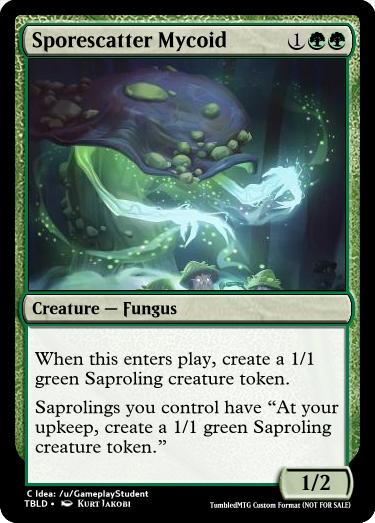 Sporescatter Mycoid 1
Creature — Fungus
When this enters play, create a 1/1
green Saproling creature token.
Saprolings you control have “At your
upkeep, create a 1/1 green Saproling
creature token.”
1/2
C Idea: /u/GameplayStudent
TBLD • Kurt Jakobi
TumbledMTG Custom Format (NOT FOR SALE)